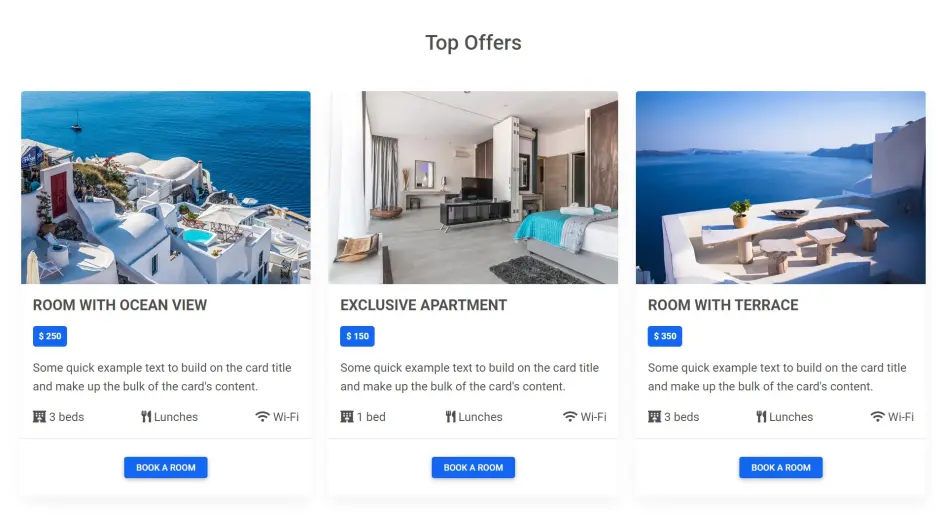 Top Offers
ROOM WITH OCEAN VIEW
$ 250
Some quick example text to build on the card title
and make up the bulk of the card's content.
3 beds
Lunches
Wi-Fi
BOOK A ROOM
EXCLUSIVE APARTMENT
$ 150
Some quick example text to build on the card title
and make up the bulk of the card's content.
1 bed
Lunches
Wi-Fi
BOOK A ROOM
ROOM WITH TERRACE
$ 350
Some quick example text to build on the card title
and make up the bulk of the card's content.
3 beds
Lunches
Wi-Fi
BOOK A ROOM